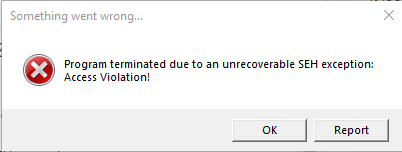 Something went wrong...
Program terminated due to an unrecoverable SEH exception:
Access Violation!
OK
Report